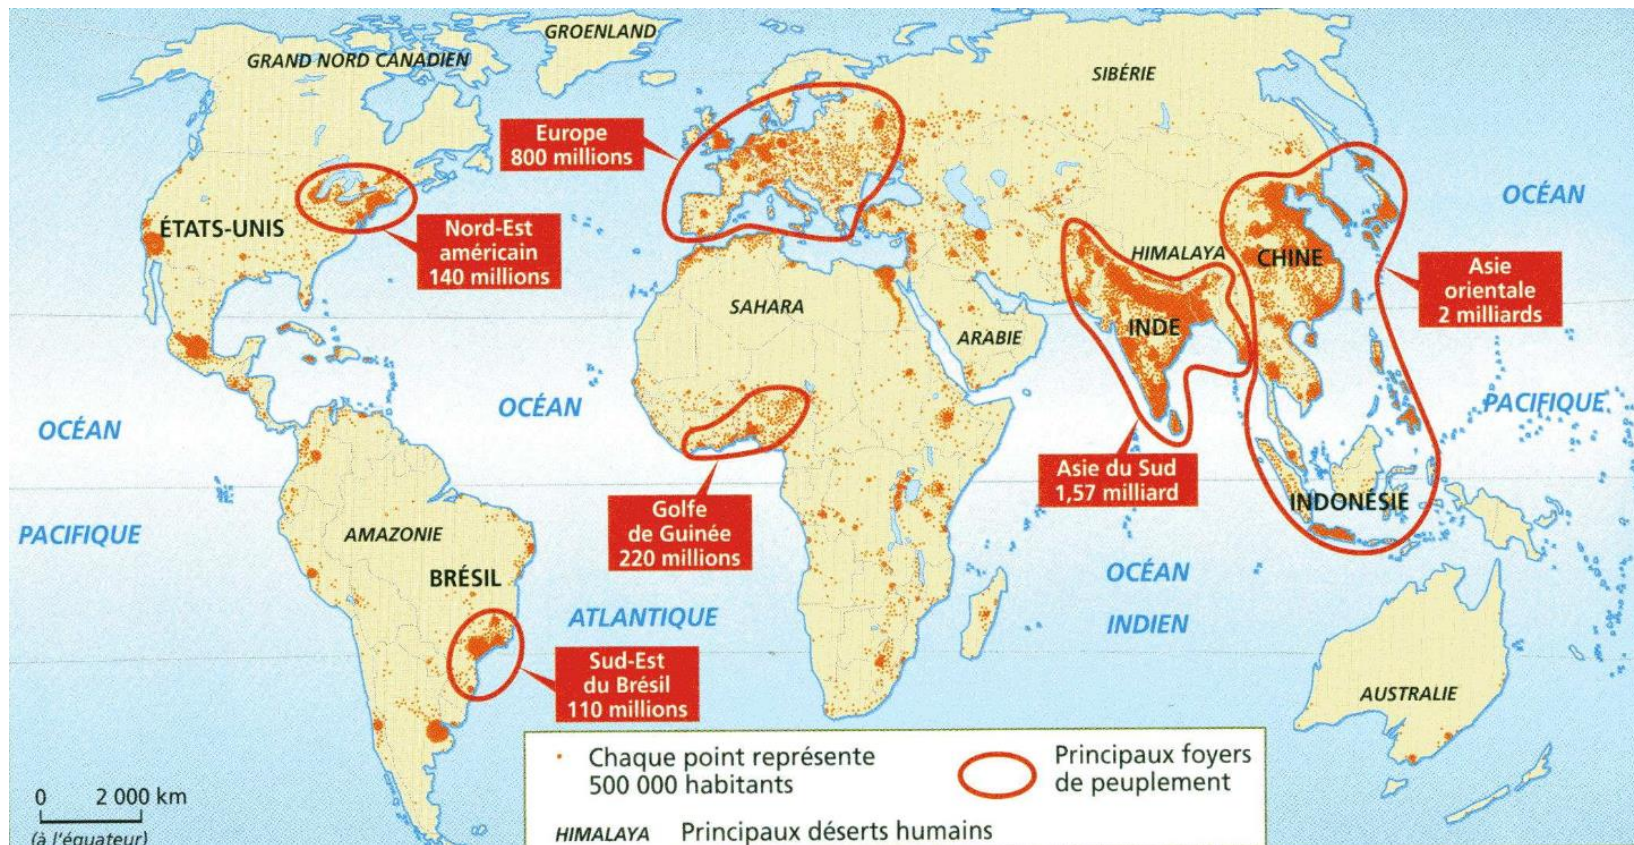 GROENLAND
GRAND NORD CANADIEN
SIBÉRIE
Europe
800 millions
ÉTATS-UNIS
Nord-Est
américain
140 millions
OCÉAN
HIMALAYA
CHINE
Asie
orientale
2 milliards
SAHARA
ARABIE
INDE
OCÉAN
OCÉAN
PACIFIQUE
Asie du Sud
1,57 milliard
INDONÉSIE
Golfe
de Guinée
220 millions
PACIFIQUE
AMAZONIE
BRÉSIL
OCÉAN
INDIEN
ATLANTIQUE
Sud-Est
du Brésil
110 millions
AUSTRALIE
Chaque point représente
500 000 habitants
Principaux foyers
de peuplement
HIMALAYA Principaux déserts humains
0 2 000 km
(à l'équateur)